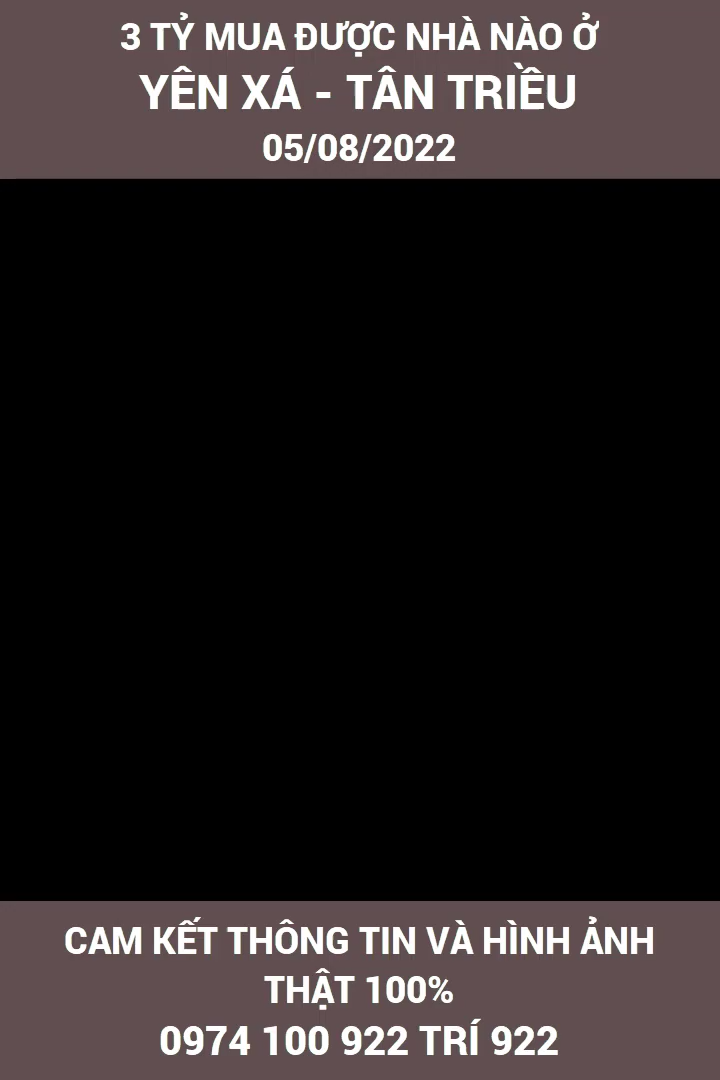 3 TỶ MUA ĐƯỢC NHÀ NÀO Ở
YÊN XÁ - TÂN TRIỀU
05/08/2022
CAM KẾT THÔNG TIN VÀ HÌNH ẢNH
THẬT 100%
0974 100 922 TRÍ 922